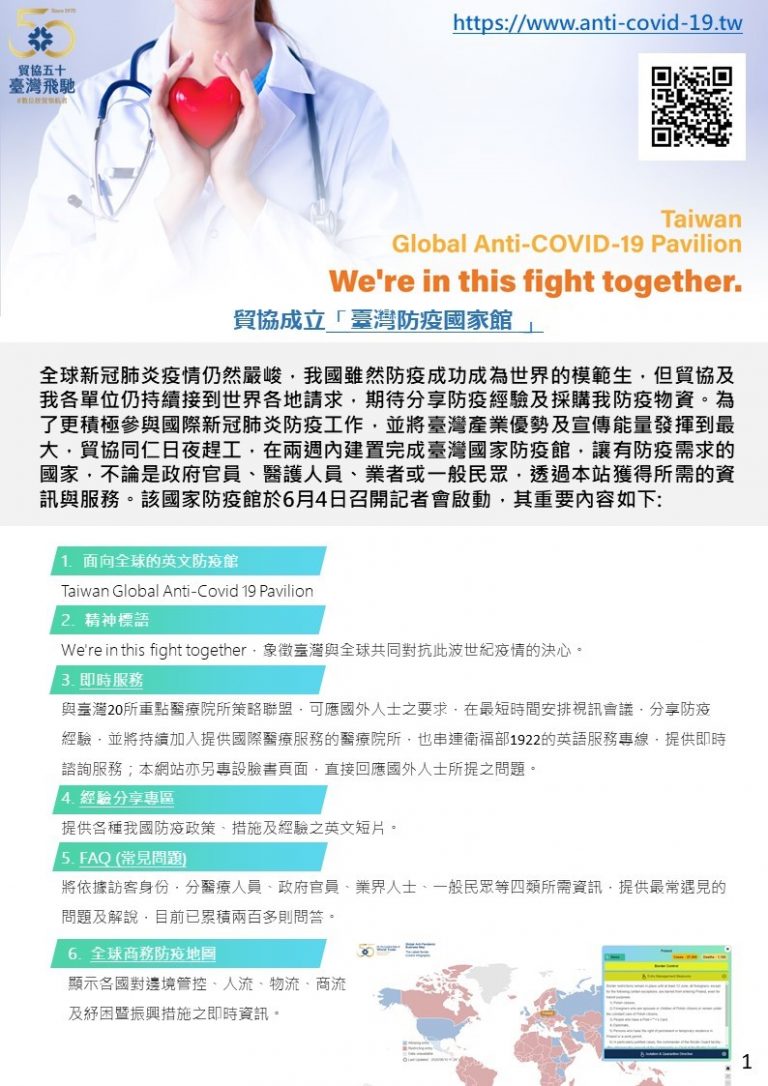 Since 1970
50
貿協五十
臺灣飛馳
https://www.anti-covid-19.tw
Taiwan
Global Anti-COVID-19 Pavilion
We're in this fight together.
貿協成立「臺灣防疫國家館 」
全球新冠肺炎疫情仍然嚴峻，我國雖然防疫成功成為世界的模範生，但貿協及
我各單位仍持續接到世界各地請求，期待分享防疫經驗及採購我防疫物資。為
了更積極參與國際新冠肺炎防疫工作，並將臺灣產業優勢及宣傳能量發揮到最
大，貿協同仁日夜趕工，在兩週內建置完成臺灣國家防疫館，讓有防疫需求的
國家，不論是政府官員、醫護人員、業者或一般民眾，透過本站獲得所需的資
訊與服務。該國家防疫館於6月4日召開記者會啟動，其重要內容如下:
1. 面向全球的英文防疫館
Taiwan Global Anti-Covid 19 Pavilion
2. 精神標語
We're in this fight together，象徵臺灣與全球共同對抗此波世紀疫情的決心。
3. 即時服務
與臺灣20所重點醫療院所策略聯盟，可應國外人士之要求，在最短時間安排視訊會議，分享防疫
經驗，並將持續加入提供國際醫療服務的醫療院所，也串連衛福部1922的英語服務專線，提供即時
諮詢服務；本網站亦另專設臉書頁面，直接回應國外人士所提之問題。
4. 經驗分享專區
提供各種我國防疫政策、措施及經驗之英文短片。
5. FAQ (常見問題)
將依據訪客身份，分醫療人員、政府官員、業界人士、一般民眾等四類所需資訊，提供最常遇見的
問題及解說，目前已累積兩百多則問答。
6. 全球商務防疫地圖
顯示各國對邊境管控、人流、物流、商流
及紓困暨振興措施之即時資訊。
Poland
Border Control
Entry Management Measures
Isolation & Quarantine Directive
1